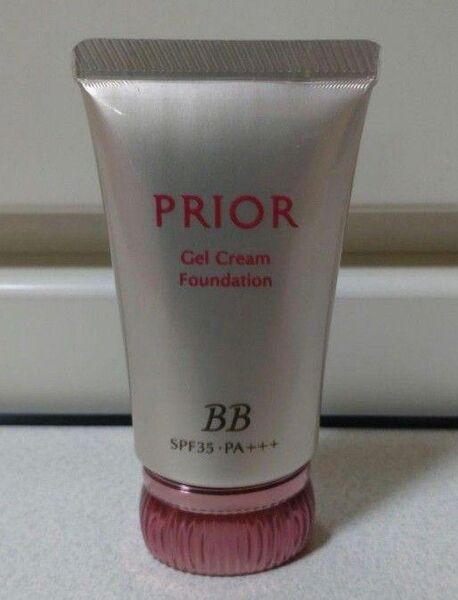 PRIOR
Gel Cream
Foundation
BB
SPF35・PA+++